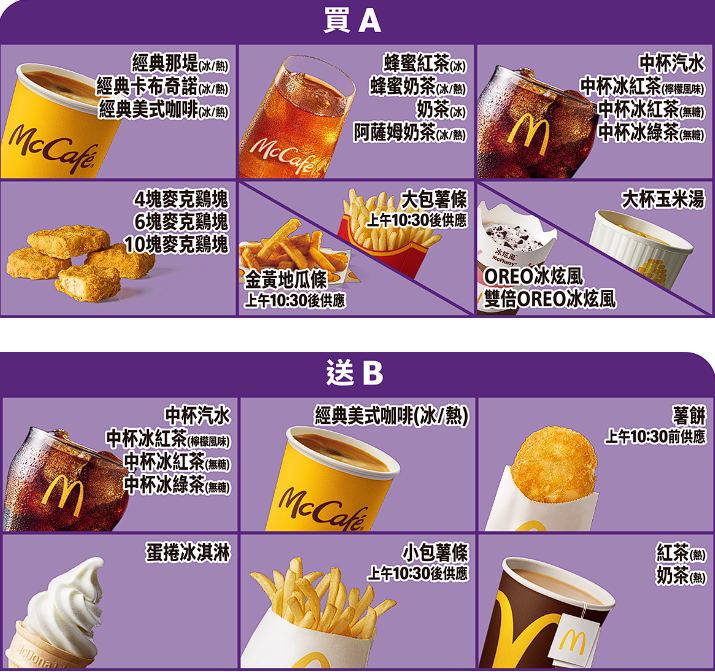 買A
經典那堤(冰/熱)
經典卡布奇諾(冰/熱)
經典美式咖啡(冰/熱)
McCafé
蜂蜜紅茶(冰)
蜂蜜奶茶(冰/熱)
奶茶(冰)
阿薩姆奶茶(冰/熱)
McCafé
中杯汽水
中杯冰紅茶(檸檬風味)
中杯冰紅茶(無糖)
中杯冰綠茶(無糖)
4塊麥克鷄塊
6塊麥克鷄塊
10塊麥克鷄塊
大包薯條
上午10:30後供應
金黃地瓜條
上午10:30後供應
大杯玉米湯
冰炫風
McFlurry
OREO冰炫風
雙倍OREO冰炫風
送B
中杯汽水
中杯冰紅茶(檸檬風味)
中杯冰紅茶(無糖)
中杯冰綠茶(無糖)
經典美式咖啡(冰/熱)
McCafé
薯餅
上午10:30前供應
蛋捲冰淇淋
McDona
小包薯條
上午10:30後供應
紅茶(熱)
奶茶(熱)